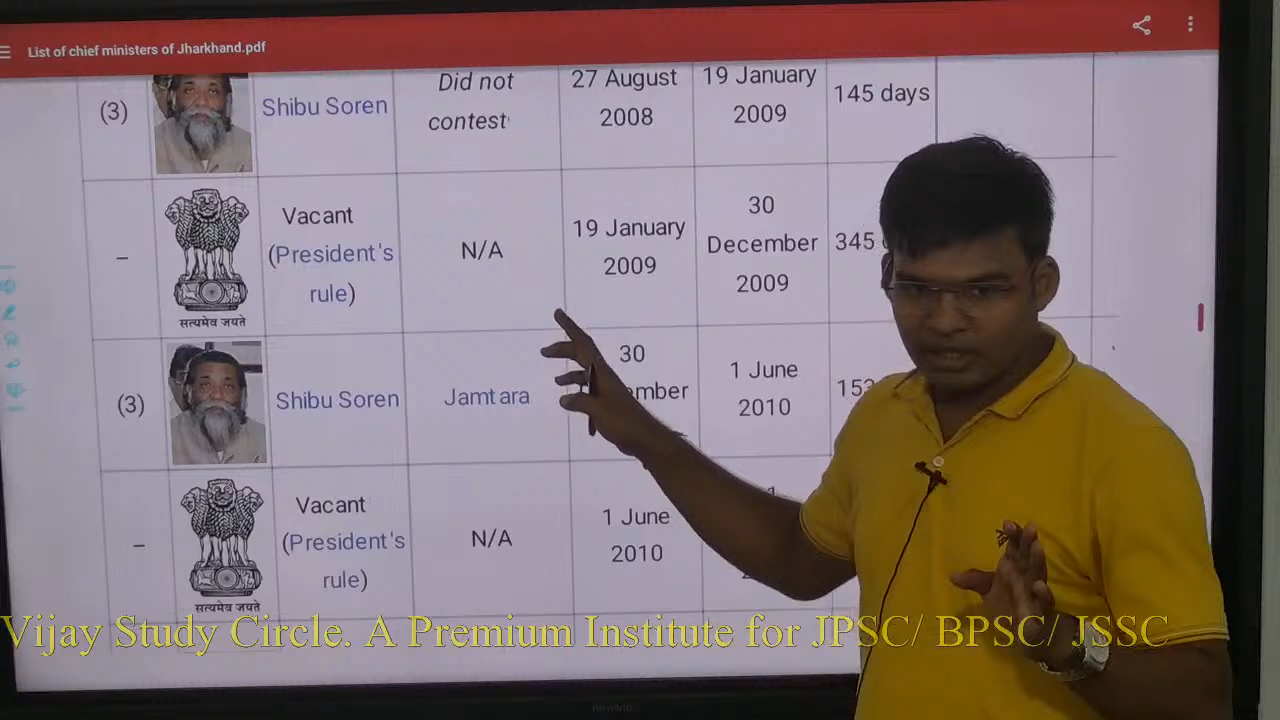 List of chief ministers of Jharkhand.pdf
(3)
Shibu Soren
Did not
contest
27 August
2008
19 January
2009
145 days
–
सत्यमेव जयते
Vacant
(President's
rule)
N/A
19 January
2009
30
December
2009
345
(3)
Shibu Soren
Jamtara
30
1 June
2010
–
सत्यमेव जयते
Vacant
(President's
rule)
N/A
1 June
2010
Vijay Study Circle. A Premium Institute for JPSC/ BPSC/ JSSC